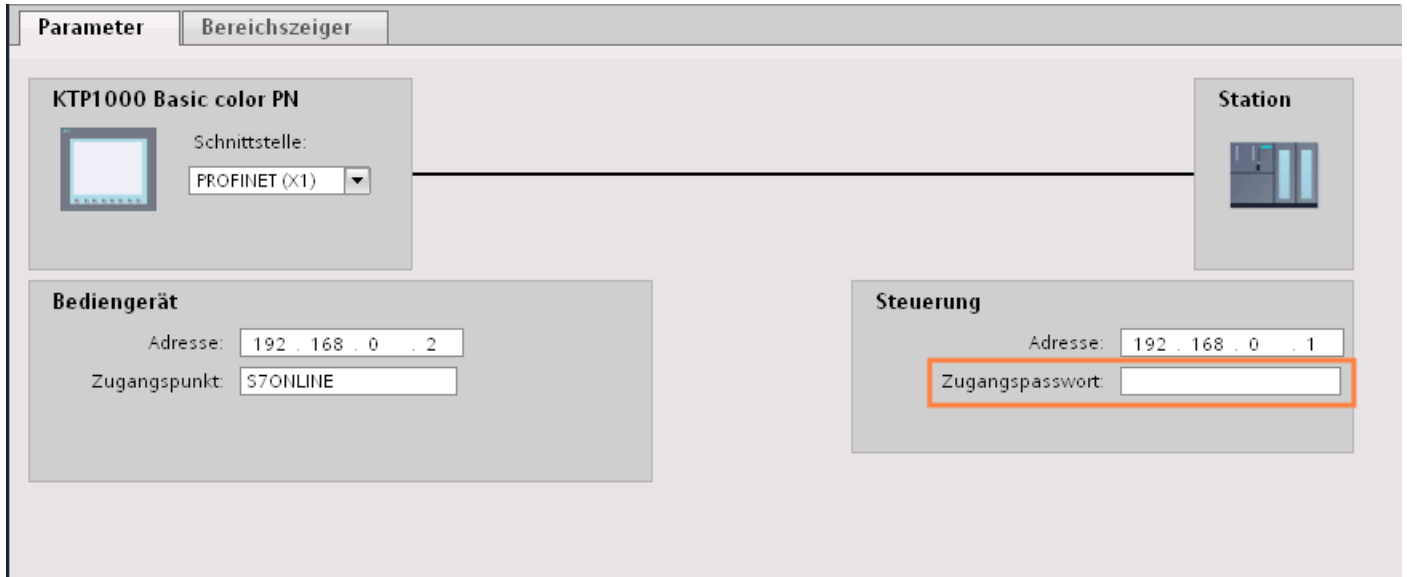 Parameter Bereichszeiger
KTP1000 Basic color PN
Schnittstelle:
PROFINET (X1)
Station
Bediengerät
Adresse: 192 . 168 . 0 . 2
Zugangspunkt: S7ONLINE
Steuerung
Adresse: 192 . 168 . 0 . 1
Zugangspasswort: